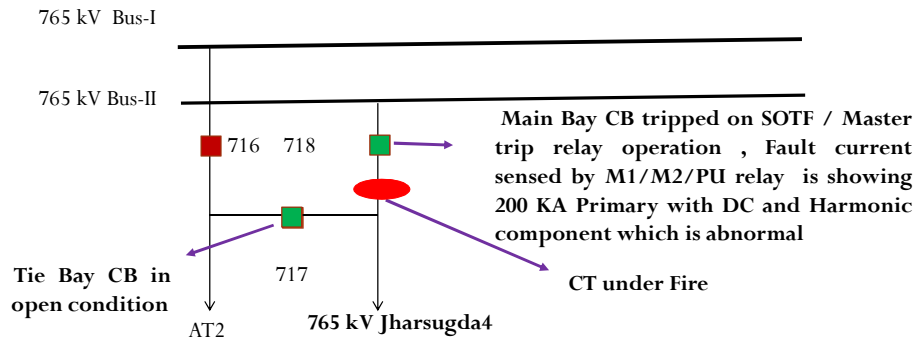 765 kV Bus-I
765 kV Bus-II
Main Bay CB tripped on SOTF / Master
trip relay operation , Fault current
sensed by M1/M2/PU relay is showing
200 KA Primary with DC and Harmonic
component which is abnormal
716 718
Tie Bay CB in
open condition
717
CT under Fire
AT2
765 kV Jharsugda4